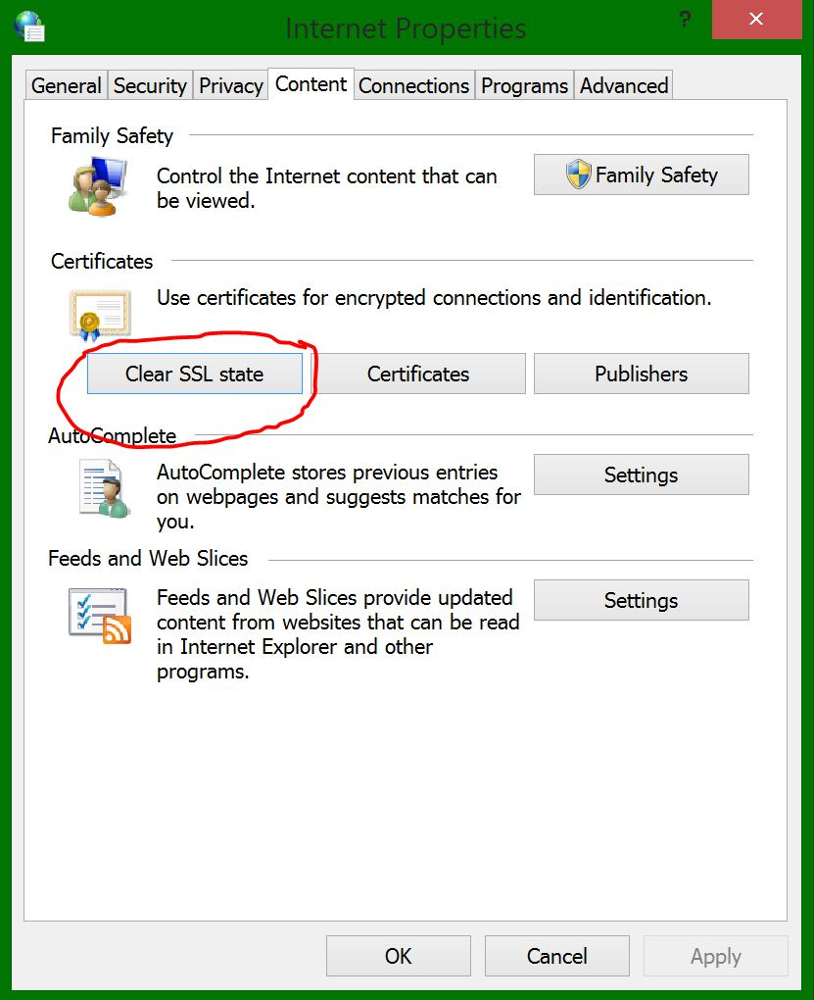 Internet Properties
?
General Security Privacy Content Connections Programs Advanced
Family Safety
Control the Internet content that can
be viewed.
Family Safety
Certificates
Use certificates for encrypted connections and identification.
Clear SSL state
Certificates
Publishers
AutoComplete
AutoComplete stores previous entries
on webpages and suggests matches for
you.
Settings
Feeds and Web Slices
Feeds and Web Slices provide updated
content from websites that can be read
in Internet Explorer and other
programs.
Settings
OK
Cancel
Apply